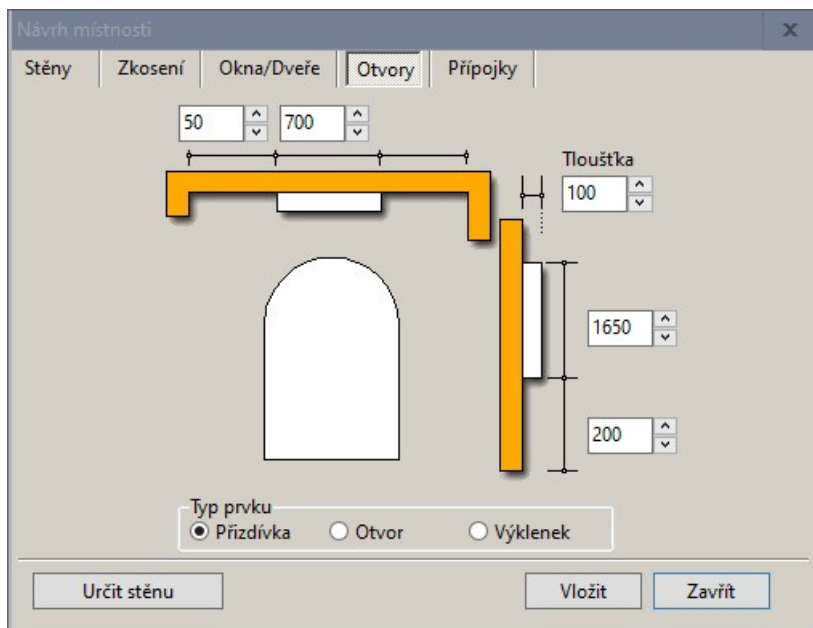 Návrh místnosti
Stěny Zkosení Okna/Dveře Otvory Přípojky
50 700
Tloušťka
100
1650
200
Typ prvku
Přizdívka Otvor Výklenek
Určit stěnu Vložit Zavřít